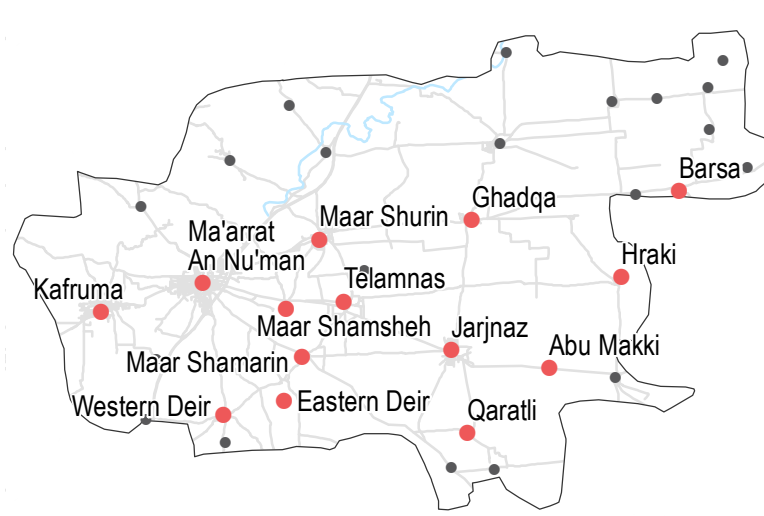 Barsa
Ghadqa
Maar Shurin
Ma'arrat
An Nu'man
Hraki
Telamnas
Kafruma
Maar Shamsheh
Jarjnaz
Abu Makki
Maar Shamarin
Western Deir
Eastern Deir
Qaratli